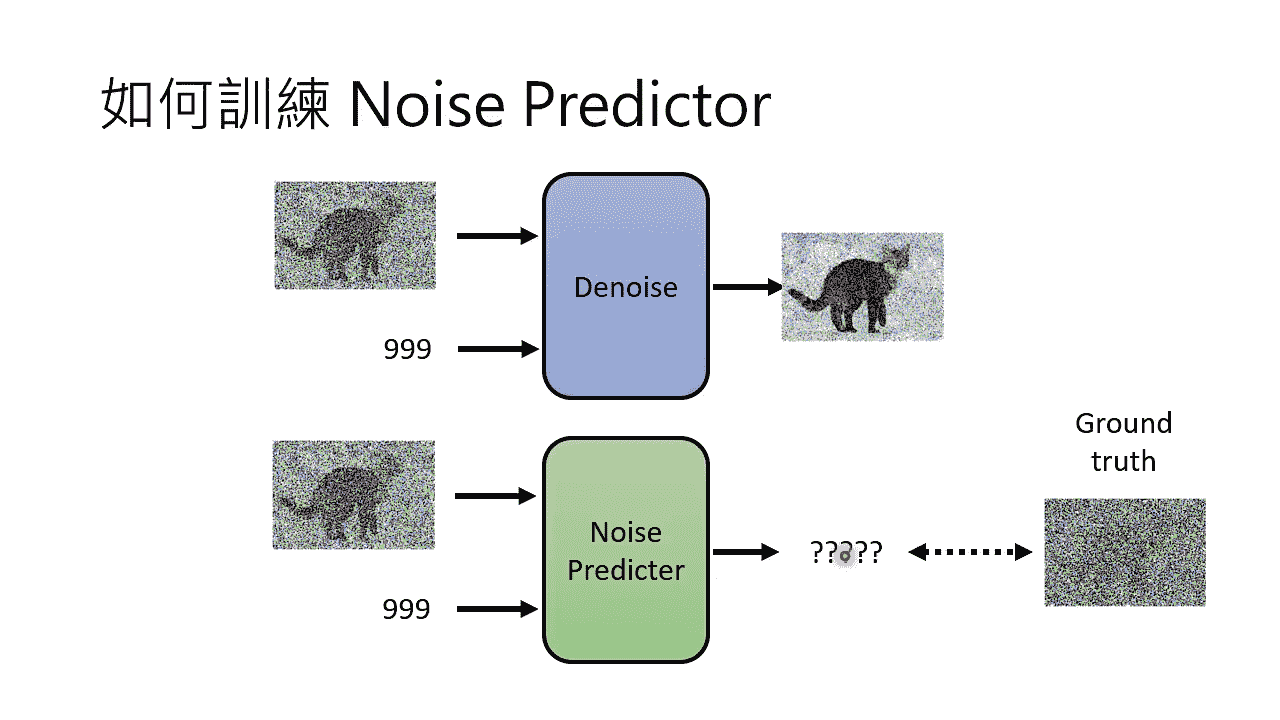 如何訓練 Noise Predictor
Denoise
999
Ground
truth
Noise
Predicter
?????
999